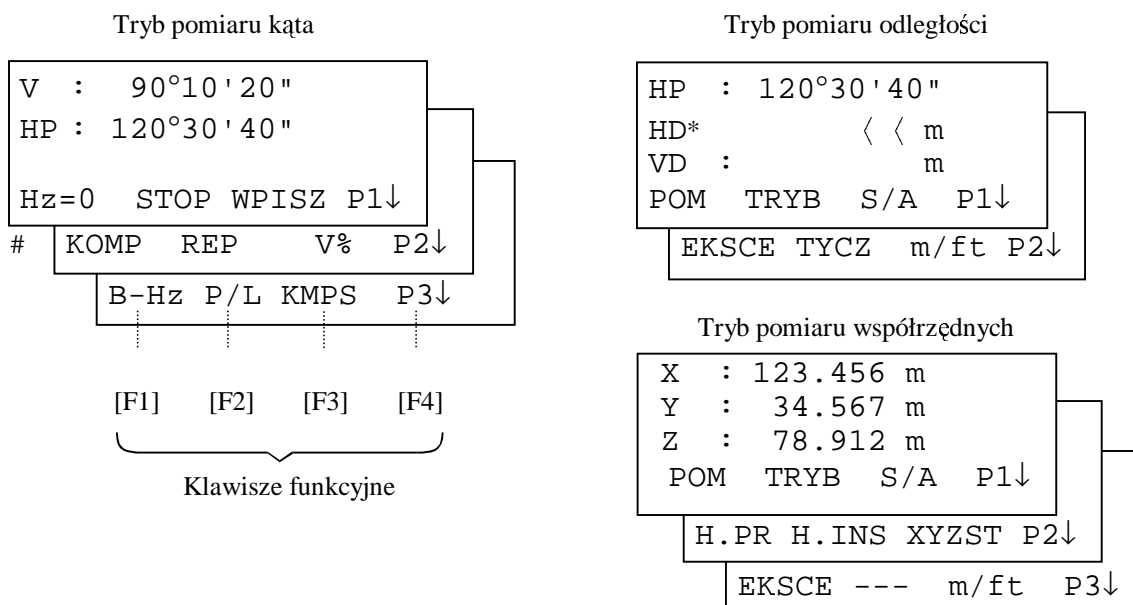 Tryb pomiaru kąta
V : 90°10'20"
HP : 120°30'40"
Hz=0 STOP WPISZ P1↓
# KOMP REP V% P2↓
B-Hz P/L KMPS P3↓
[F1] [F2] [F3] [F4]
Klawisze funkcyjne
Tryb pomiaru odległości
HP : 120°30'40"
HD* 〈 〈 m
VD : m
POM TRYB S/A P1↓
EKSCE TYCZ m/ft P2↓
Tryb pomiaru współrzędnych
X : 123.456 m
Y : 34.567 m
Z : 78.912 m
POM TRYB S/A P1↓
H.PR H.INS XYZST P2↓
EKSCE --- m/ft P3↓